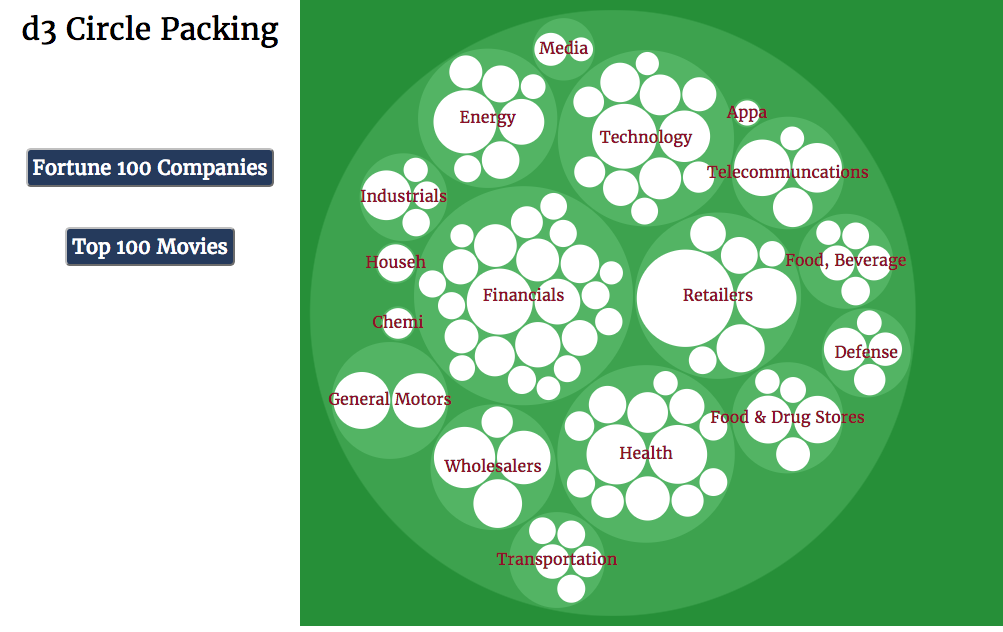 d3 Circle Packing
Fortune 100 Companies
Top 100 Movies
Media
Energy
Technology
Appa
Telecommuncations
Industrials
Househ
Financials
Retailers
Food, Beverage
Chemi
Defense
General Motors
Food & Drug Stores
Wholesalers
Health
Transportation